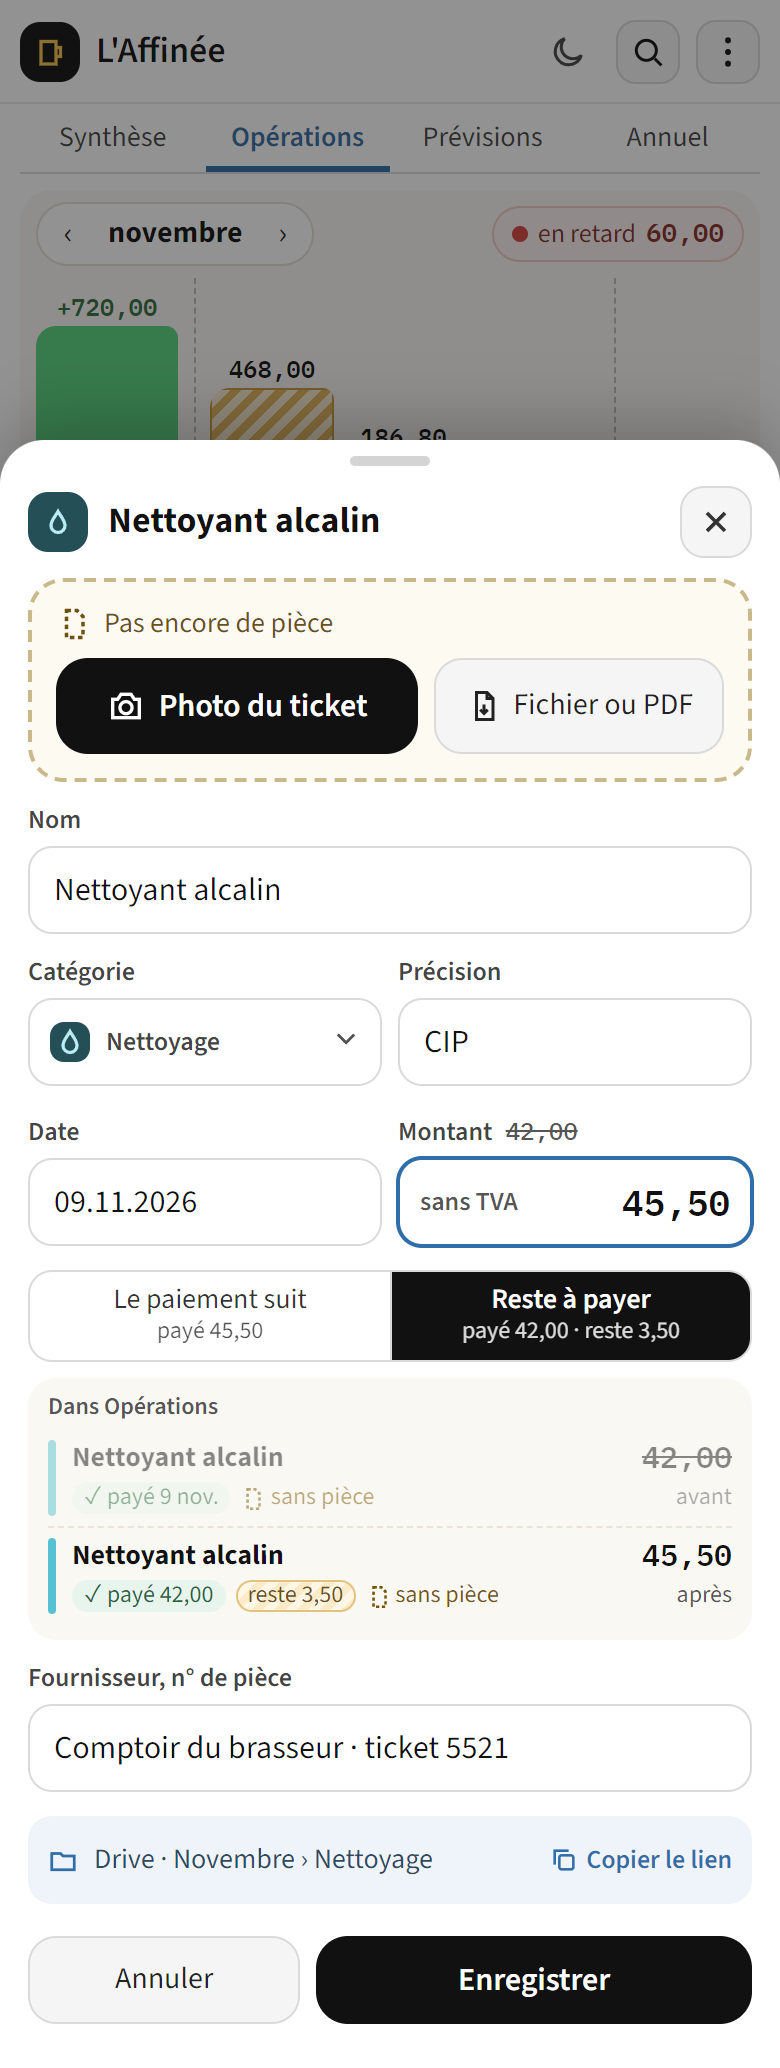 L'Affinée
Synthèse Opérations Prévisions Annuel
‹ novembre › en retard 60,00
+720,00
468,00
186,80
Nettoyant alcalin
Pas encore de pièce
Photo du ticket Fichier ou PDF
Nom
Nettoyant alcalin
Catégorie Précision
Nettoyage CIP
Date Montant 42,00
09.11.2026 sans TVA 45,50
Le paiement suit Reste à payer
payé 45,50 payé 42,00 · reste 3,50
Dans Opérations
Nettoyant alcalin 42,00
✓ payé 9 nov. sans pièce avant
Nettoyant alcalin 45,50
✓ payé 42,00 reste 3,50 sans pièce après
Fournisseur, n° de pièce
Comptoir du brasseur · ticket 5521
Drive · Novembre › Nettoyage Copier le lien
Annuler Enregistrer